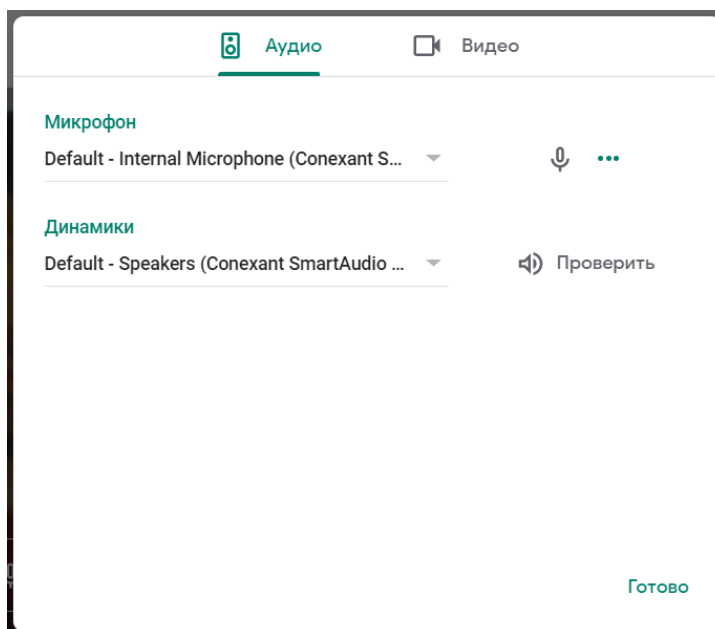 Аудио Видео
Микрофон
Default - Internal Microphone (Conexant S...
Динамики
Default - Speakers (Conexant SmartAudio ...
Проверить
Готово